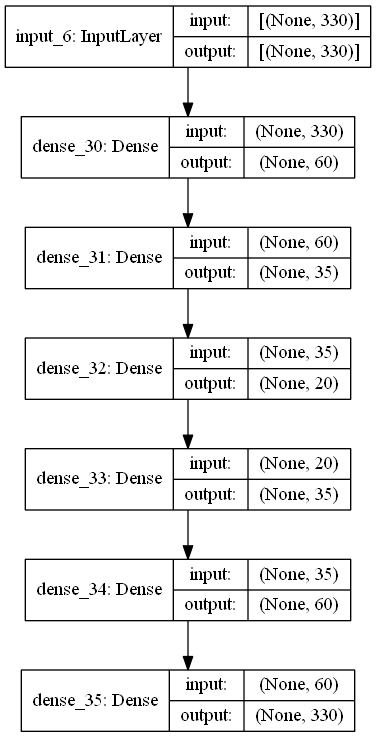 input_6: InputLayer
input: [(None, 330)]
output: [(None, 330)]
dense_30: Dense
input: (None, 330)
output: (None, 60)
dense_31: Dense
input: (None, 60)
output: (None, 35)
dense_32: Dense
input: (None, 35)
output: (None, 20)
dense_33: Dense
input: (None, 20)
output: (None, 35)
dense_34: Dense
input: (None, 35)
output: (None, 60)
dense_35: Dense
input: (None, 60)
output: (None, 330)